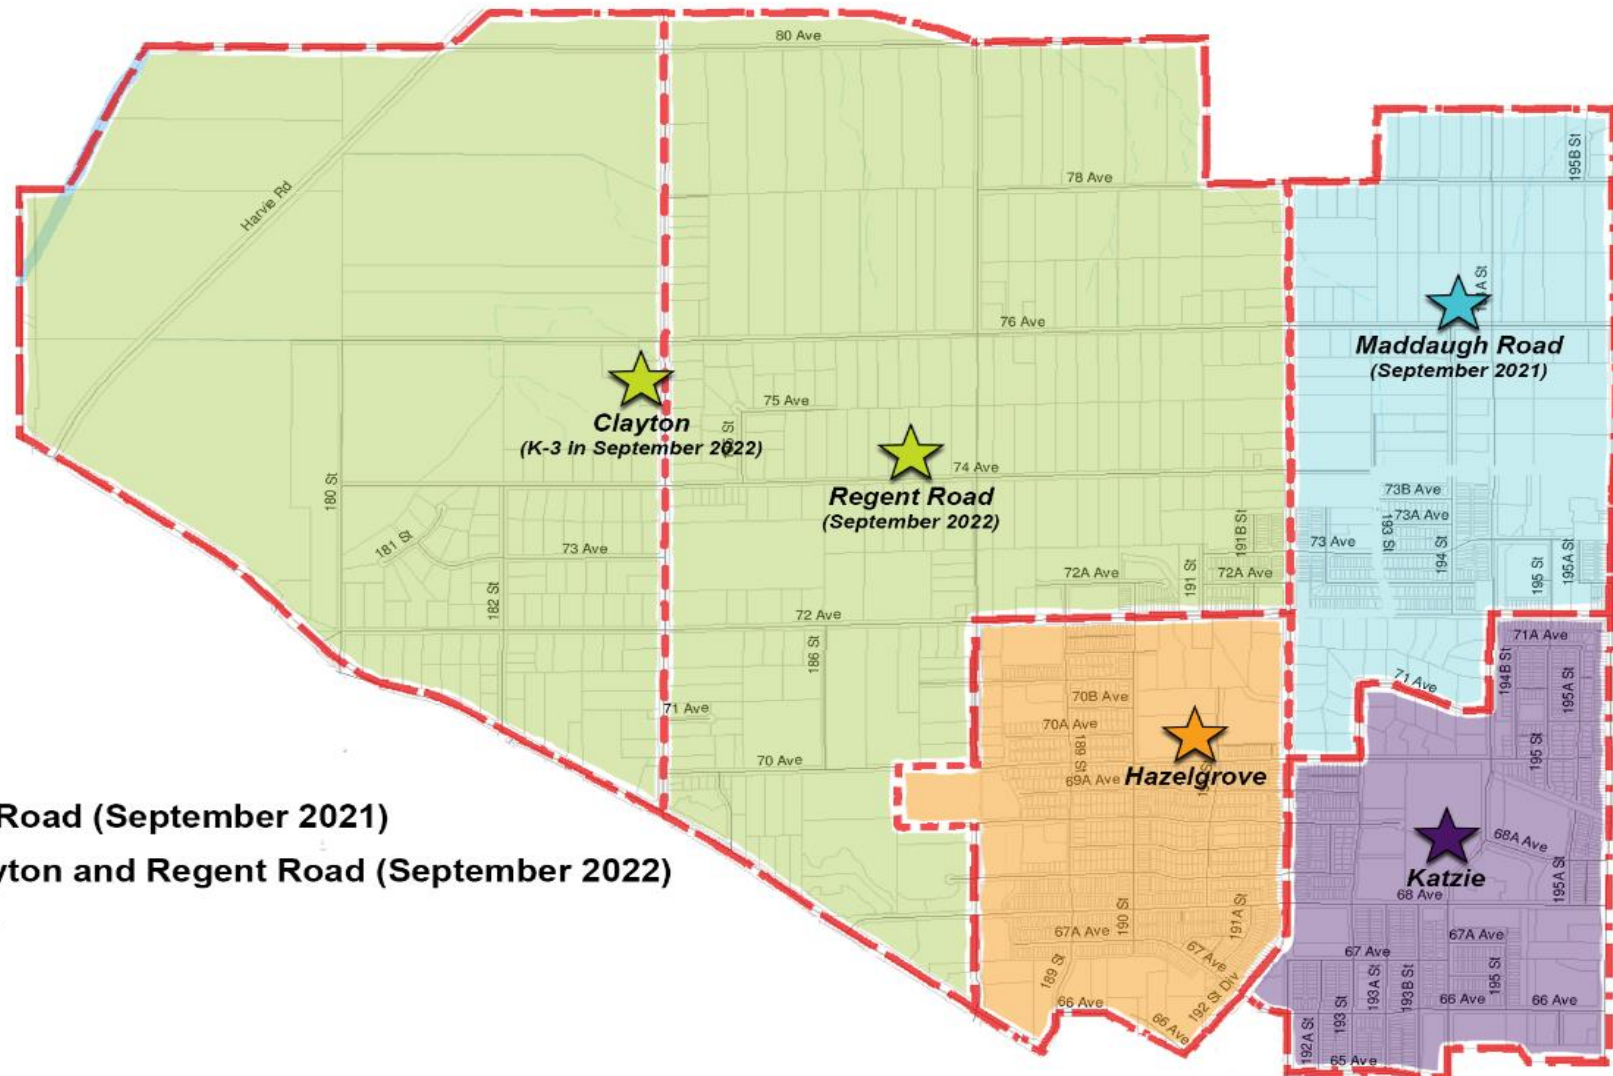 80 Ave
195B St
78 Ave
Harvie Rd
A St
76 Ave
Maddaugh Road
(September 2021)
75 Ave
Clayton
(K-3 in September 2022)
St
74 Ave
Regent Road
(September 2022)
180 St
73B Ave
73A Ave
193 St
191B St
181 St
73 Ave
73 Ave
194 St
72A Ave
191 St
72A Ave
195 St
195A St
182 St
72 Ave
186 St
71A Ave
194B St
71 Ave
195A St
70B Ave
71 Ave
70A Ave
189 St
195 St
70 Ave
69A Ave
Hazelgrove
Road (September 2021)
68A Ave
yton and Regent Road (September 2022)
Katzie
195A St
68 Ave
190 St
191A St
67A Ave
67A Ave
67 Ave
67 Ave
189 St
195 St
193A St
193B St
192 St Div
66 Ave
66 Ave
66 Ave
66 Ave
193 St
192A St
65 Ave